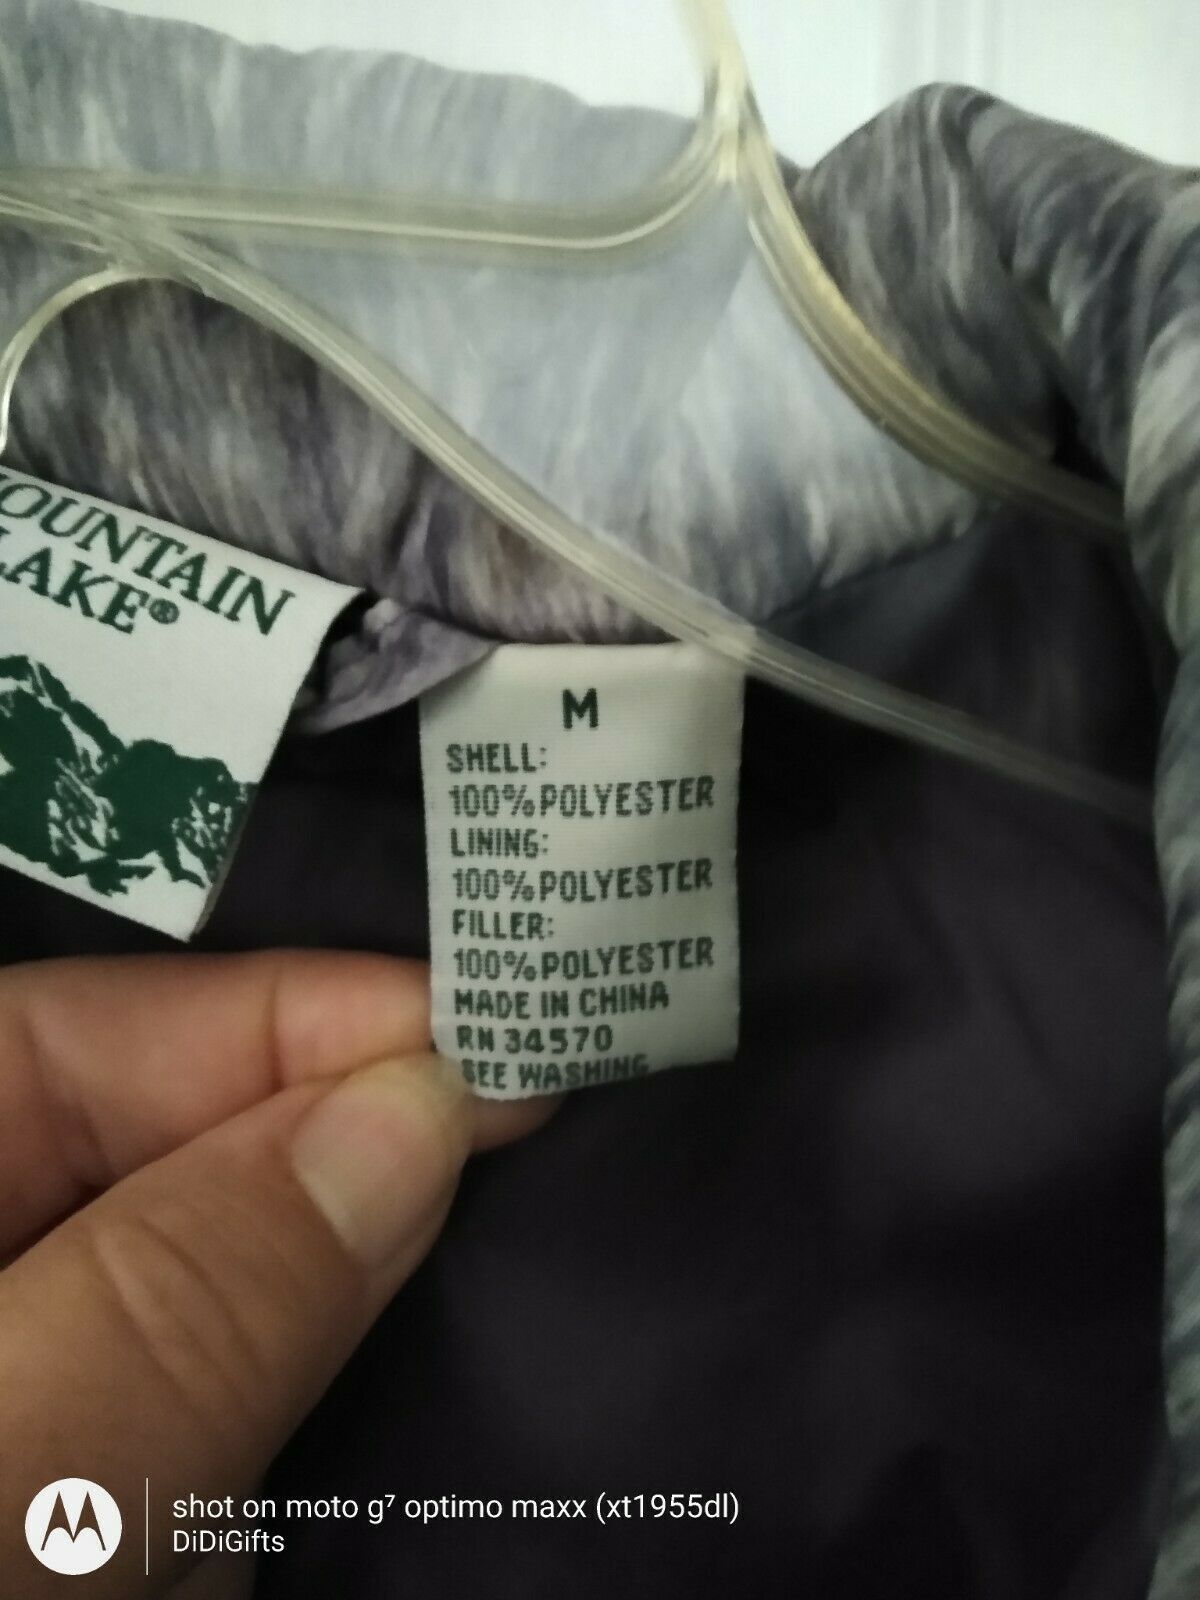 OUNTAIN
LAKE®
M
SHELL:
100% POLYESTER
LINING:
100% POLYESTER
FILLER:
100% POLYESTER
MADE IN CHINA
RN 34570
SEE WASHING
shot on moto g⁷ optimo maxx (xt1955dl)
DiDiGifts